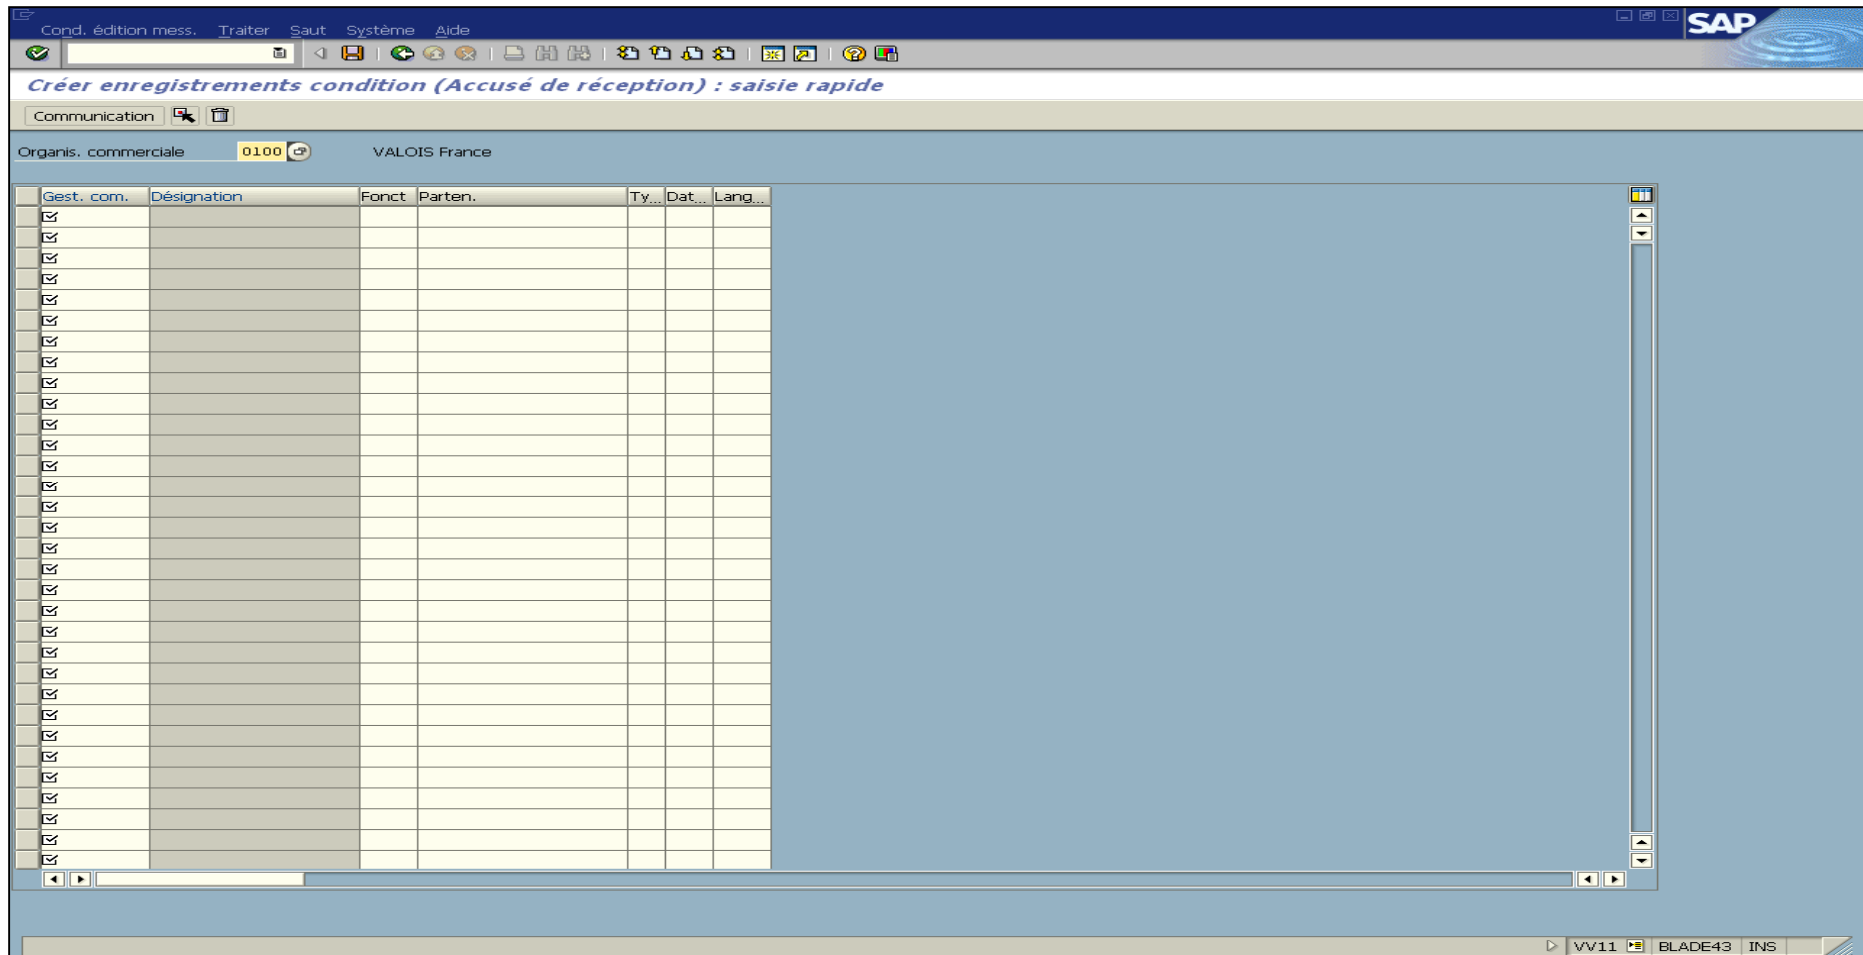 Cond. édition mess. Traiter Saut Système Aide
SAP
Créer enregistrements condition (Accusé de réception) : saisie rapide
Communication
Organis. commerciale 0100 VALOIS France
Gest. com. Désignation Fonct Parten. Ty... Dat... Lang...
VV11 BLADE43 INS